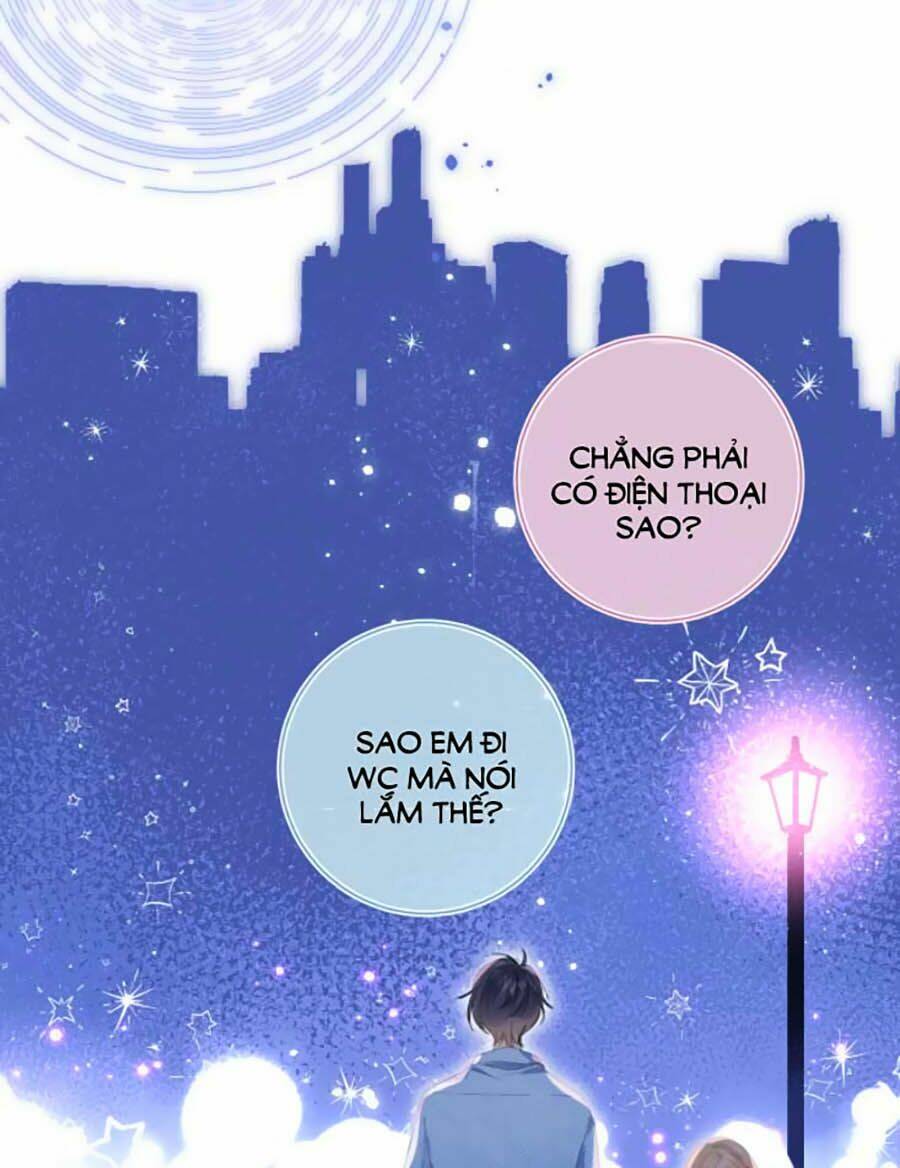 CHẲNG PHẢI
CÓ ĐIỆN THOẠI
SAO?
SAO EM ĐI
WC MÀ NÓI
LẮM THẾ?